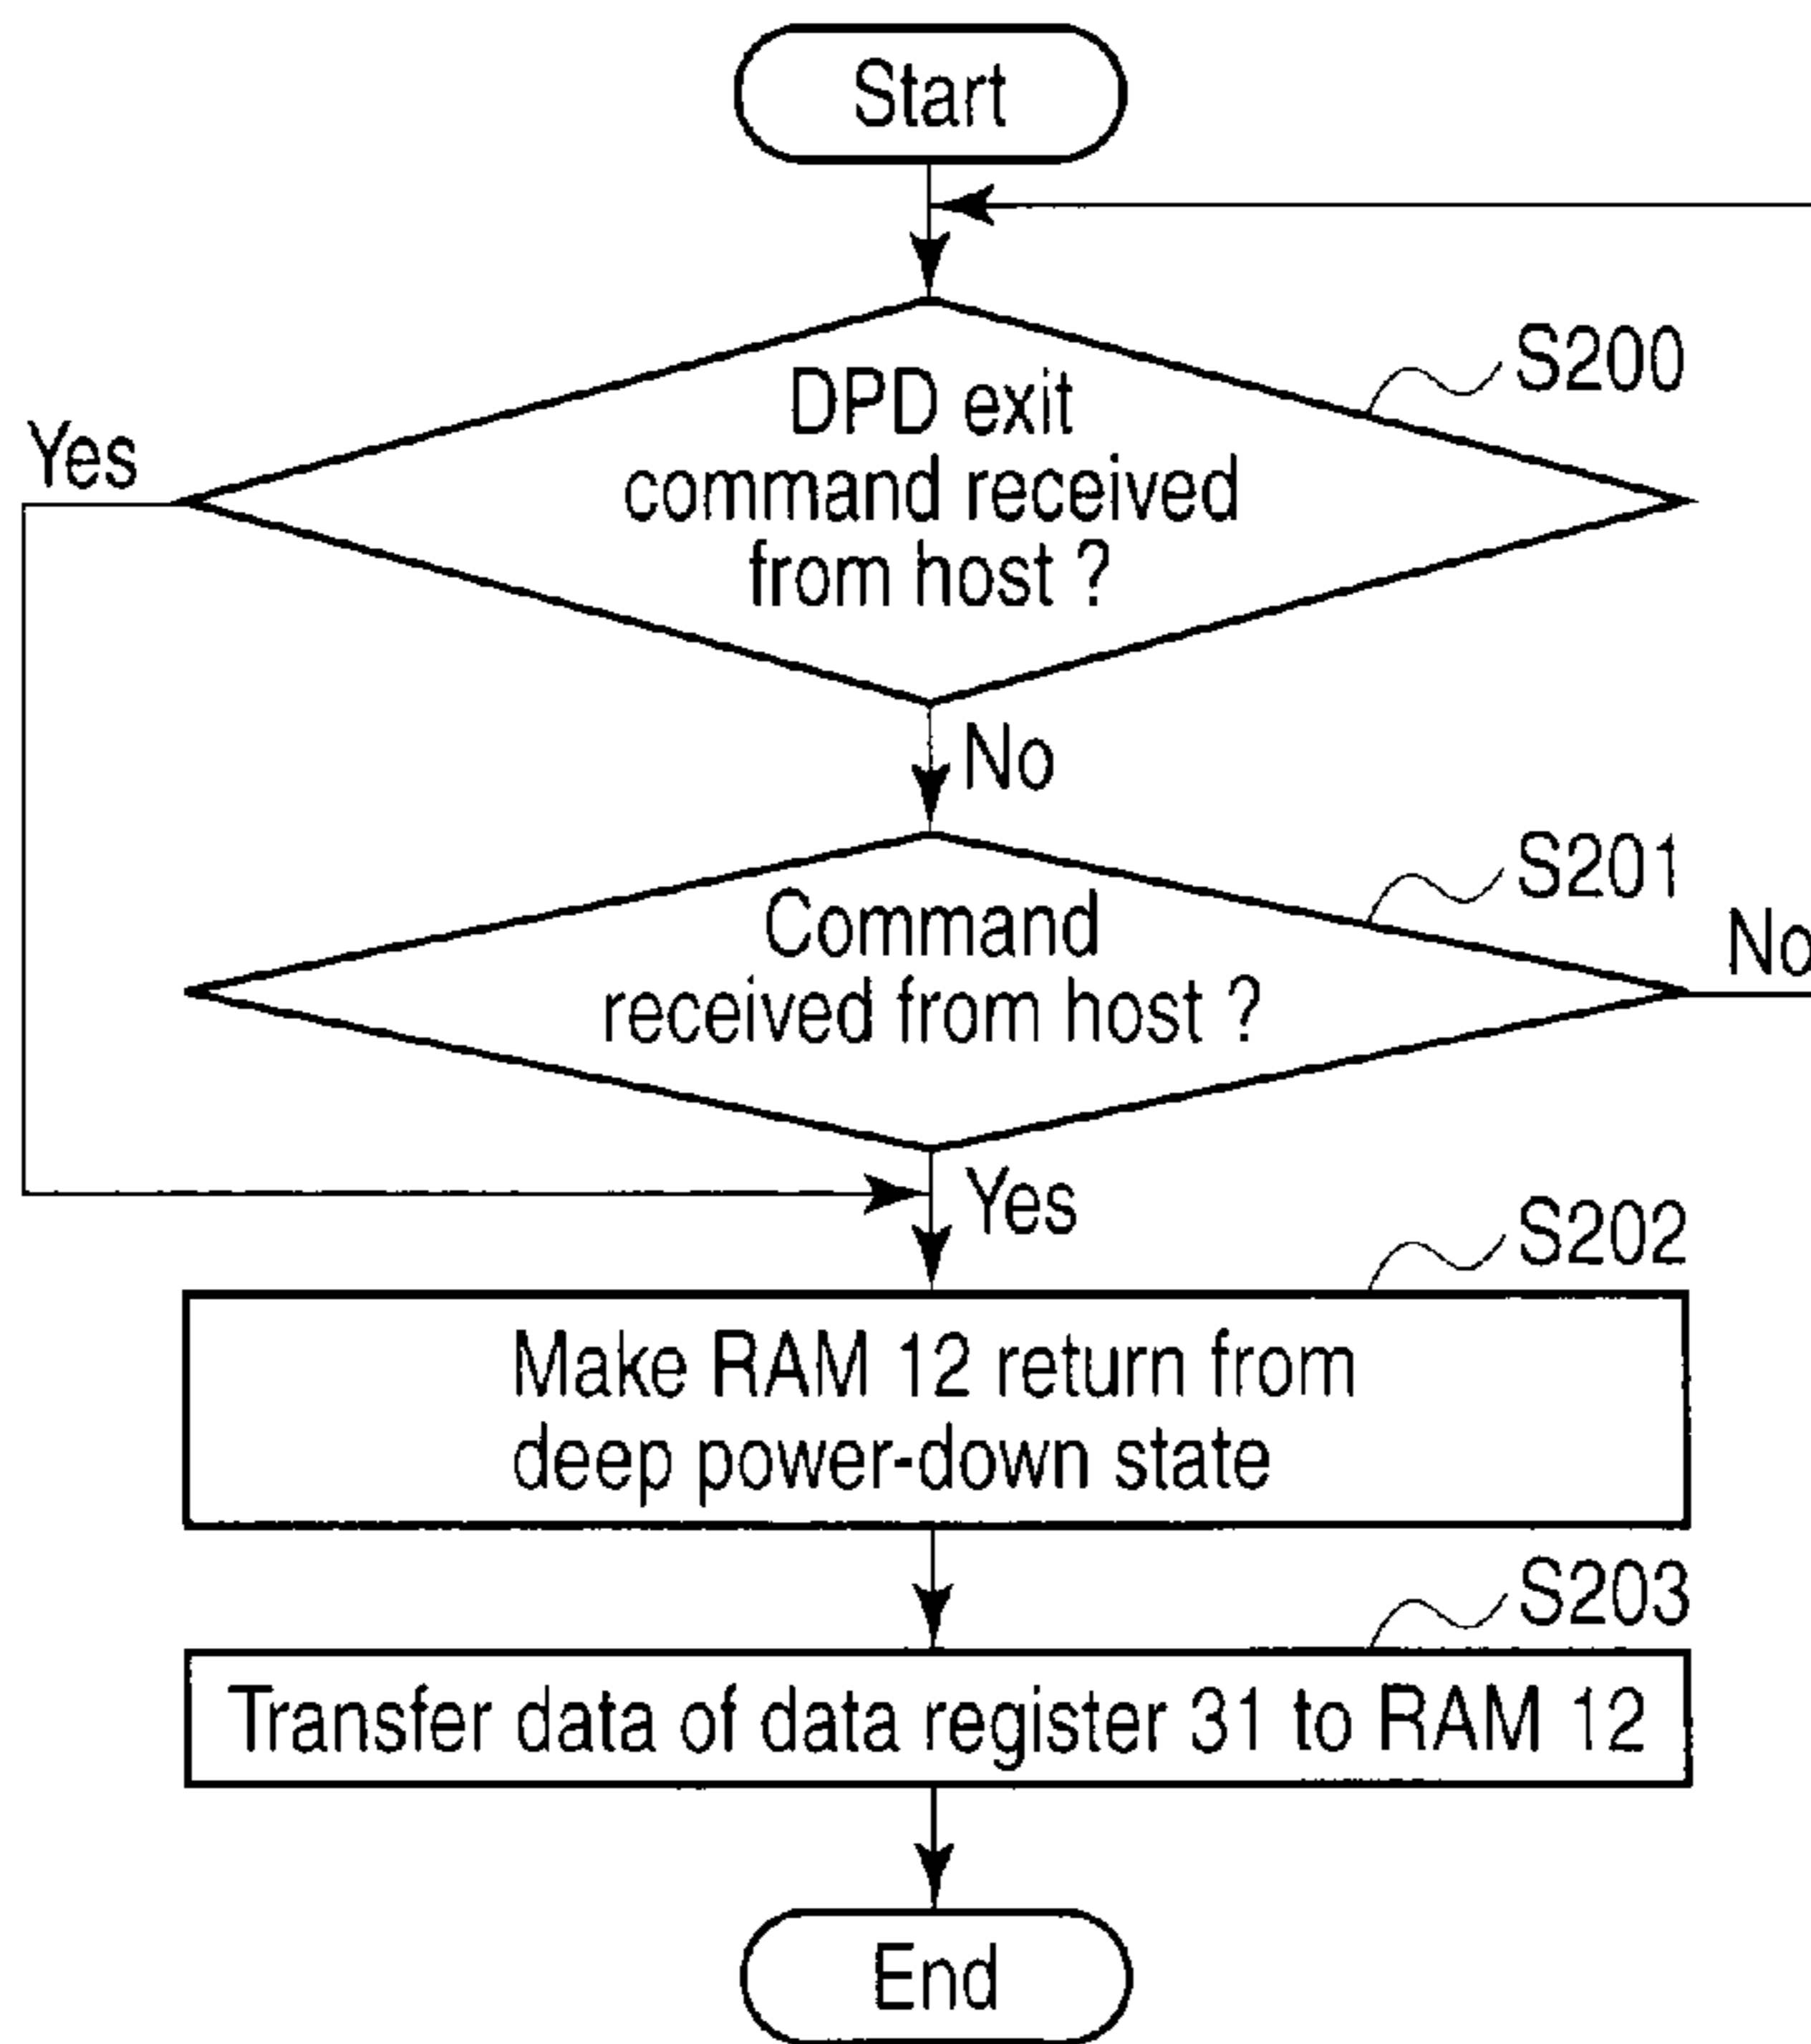 Start
DPD exit
command received
from host ?
S200
Yes
No
Command
received from host ?
S201
No
Yes
S202
Make RAM 12 return from
deep power-down state
S203
Transfer data of data register 31 to RAM 12
End